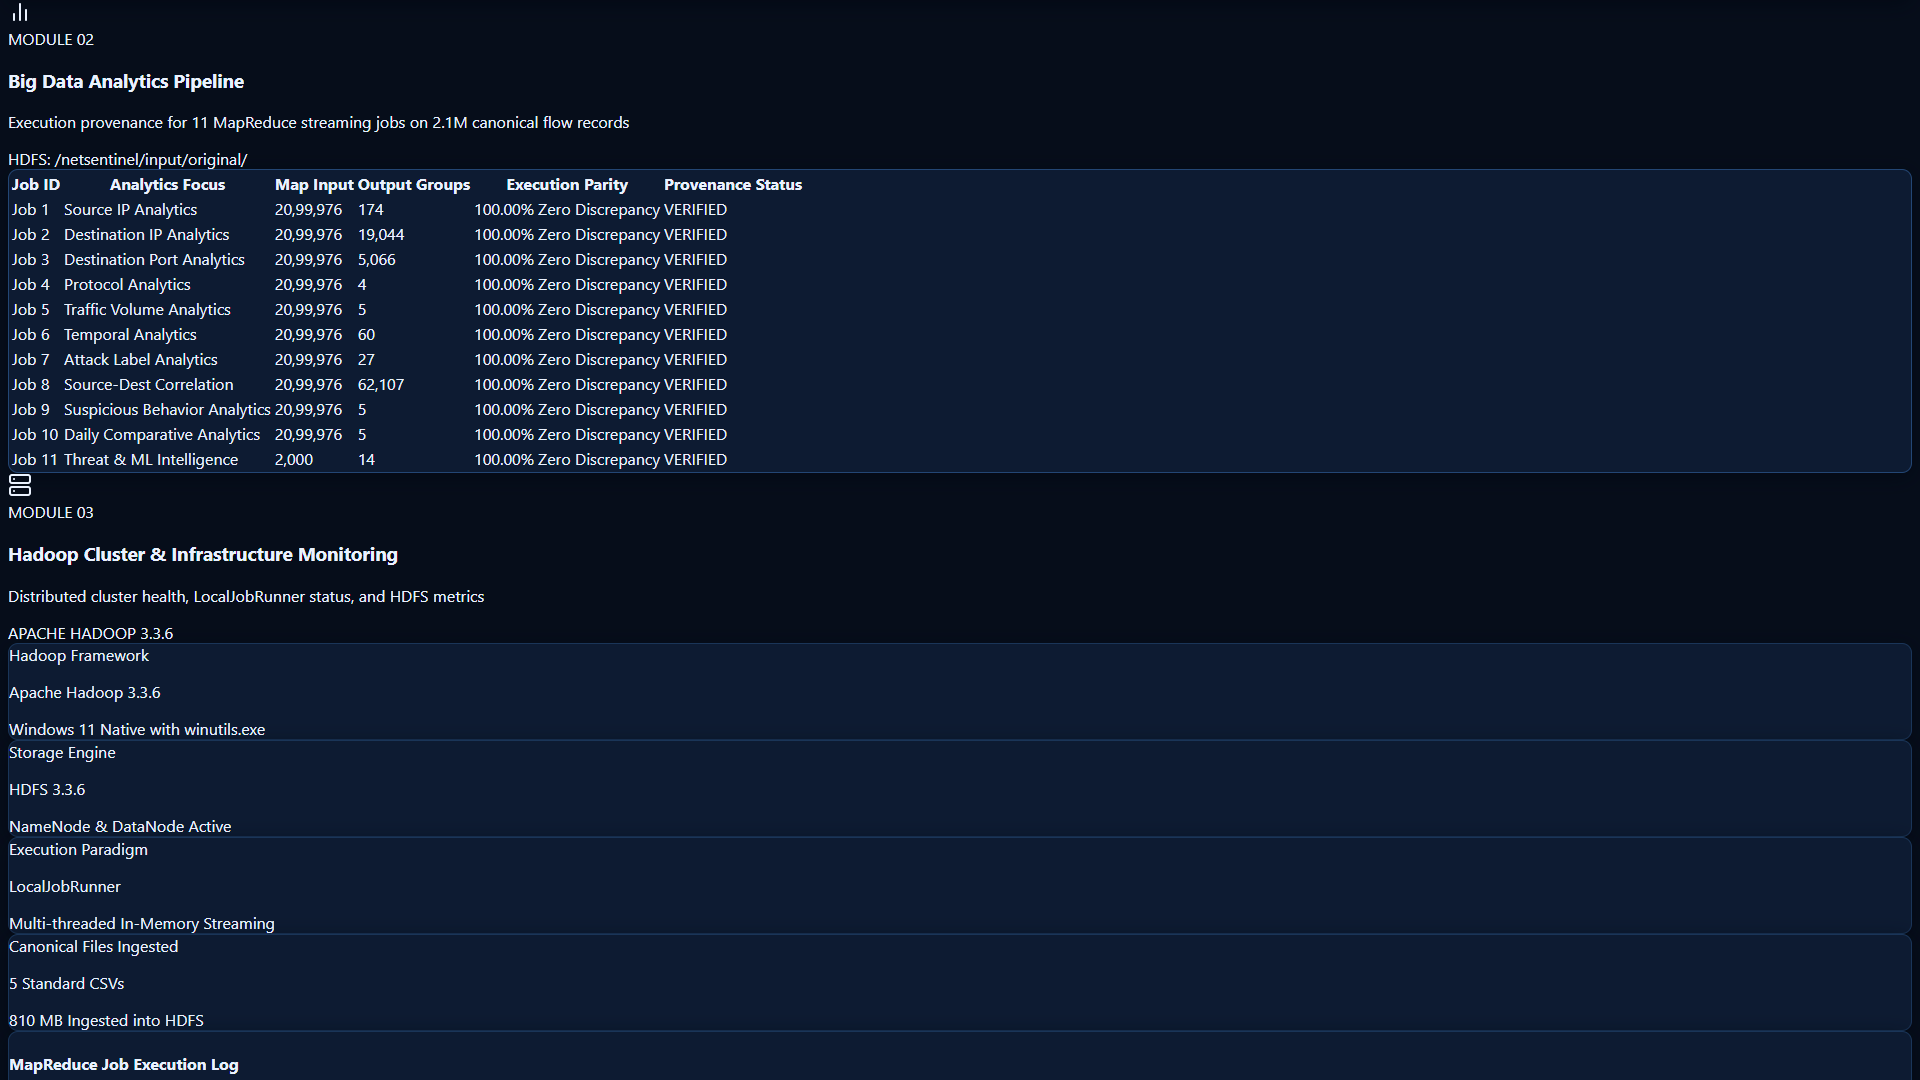 MODULE 02
Big Data Analytics Pipeline
Execution provenance for 11 MapReduce streaming jobs on 2.1M canonical flow records
HDFS: /netsentinel/input/original/
Job ID Analytics Focus Map Input Output Groups Execution Parity Provenance Status
Job 1 Source IP Analytics 20,99,976 174 100.00% Zero Discrepancy VERIFIED
Job 2 Destination IP Analytics 20,99,976 19,044 100.00% Zero Discrepancy VERIFIED
Job 3 Destination Port Analytics 20,99,976 5,066 100.00% Zero Discrepancy VERIFIED
Job 4 Protocol Analytics 20,99,976 4 100.00% Zero Discrepancy VERIFIED
Job 5 Traffic Volume Analytics 20,99,976 5 100.00% Zero Discrepancy VERIFIED
Job 6 Temporal Analytics 20,99,976 60 100.00% Zero Discrepancy VERIFIED
Job 7 Attack Label Analytics 20,99,976 27 100.00% Zero Discrepancy VERIFIED
Job 8 Source-Dest Correlation 20,99,976 62,107 100.00% Zero Discrepancy VERIFIED
Job 9 Suspicious Behavior Analytics 20,99,976 5 100.00% Zero Discrepancy VERIFIED
Job 10 Daily Comparative Analytics 20,99,976 5 100.00% Zero Discrepancy VERIFIED
Job 11 Threat & ML Intelligence 2,000 14 100.00% Zero Discrepancy VERIFIED
MODULE 03
Hadoop Cluster & Infrastructure Monitoring
Distributed cluster health, LocalJobRunner status, and HDFS metrics
APACHE HADOOP 3.3.6
Hadoop Framework
Apache Hadoop 3.3.6
Windows 11 Native with winutils.exe
Storage Engine
HDFS 3.3.6
NameNode & DataNode Active
Execution Paradigm
LocalJobRunner
Multi-threaded In-Memory Streaming
Canonical Files Ingested
5 Standard CSVs
810 MB Ingested into HDFS
MapReduce Job Execution Log